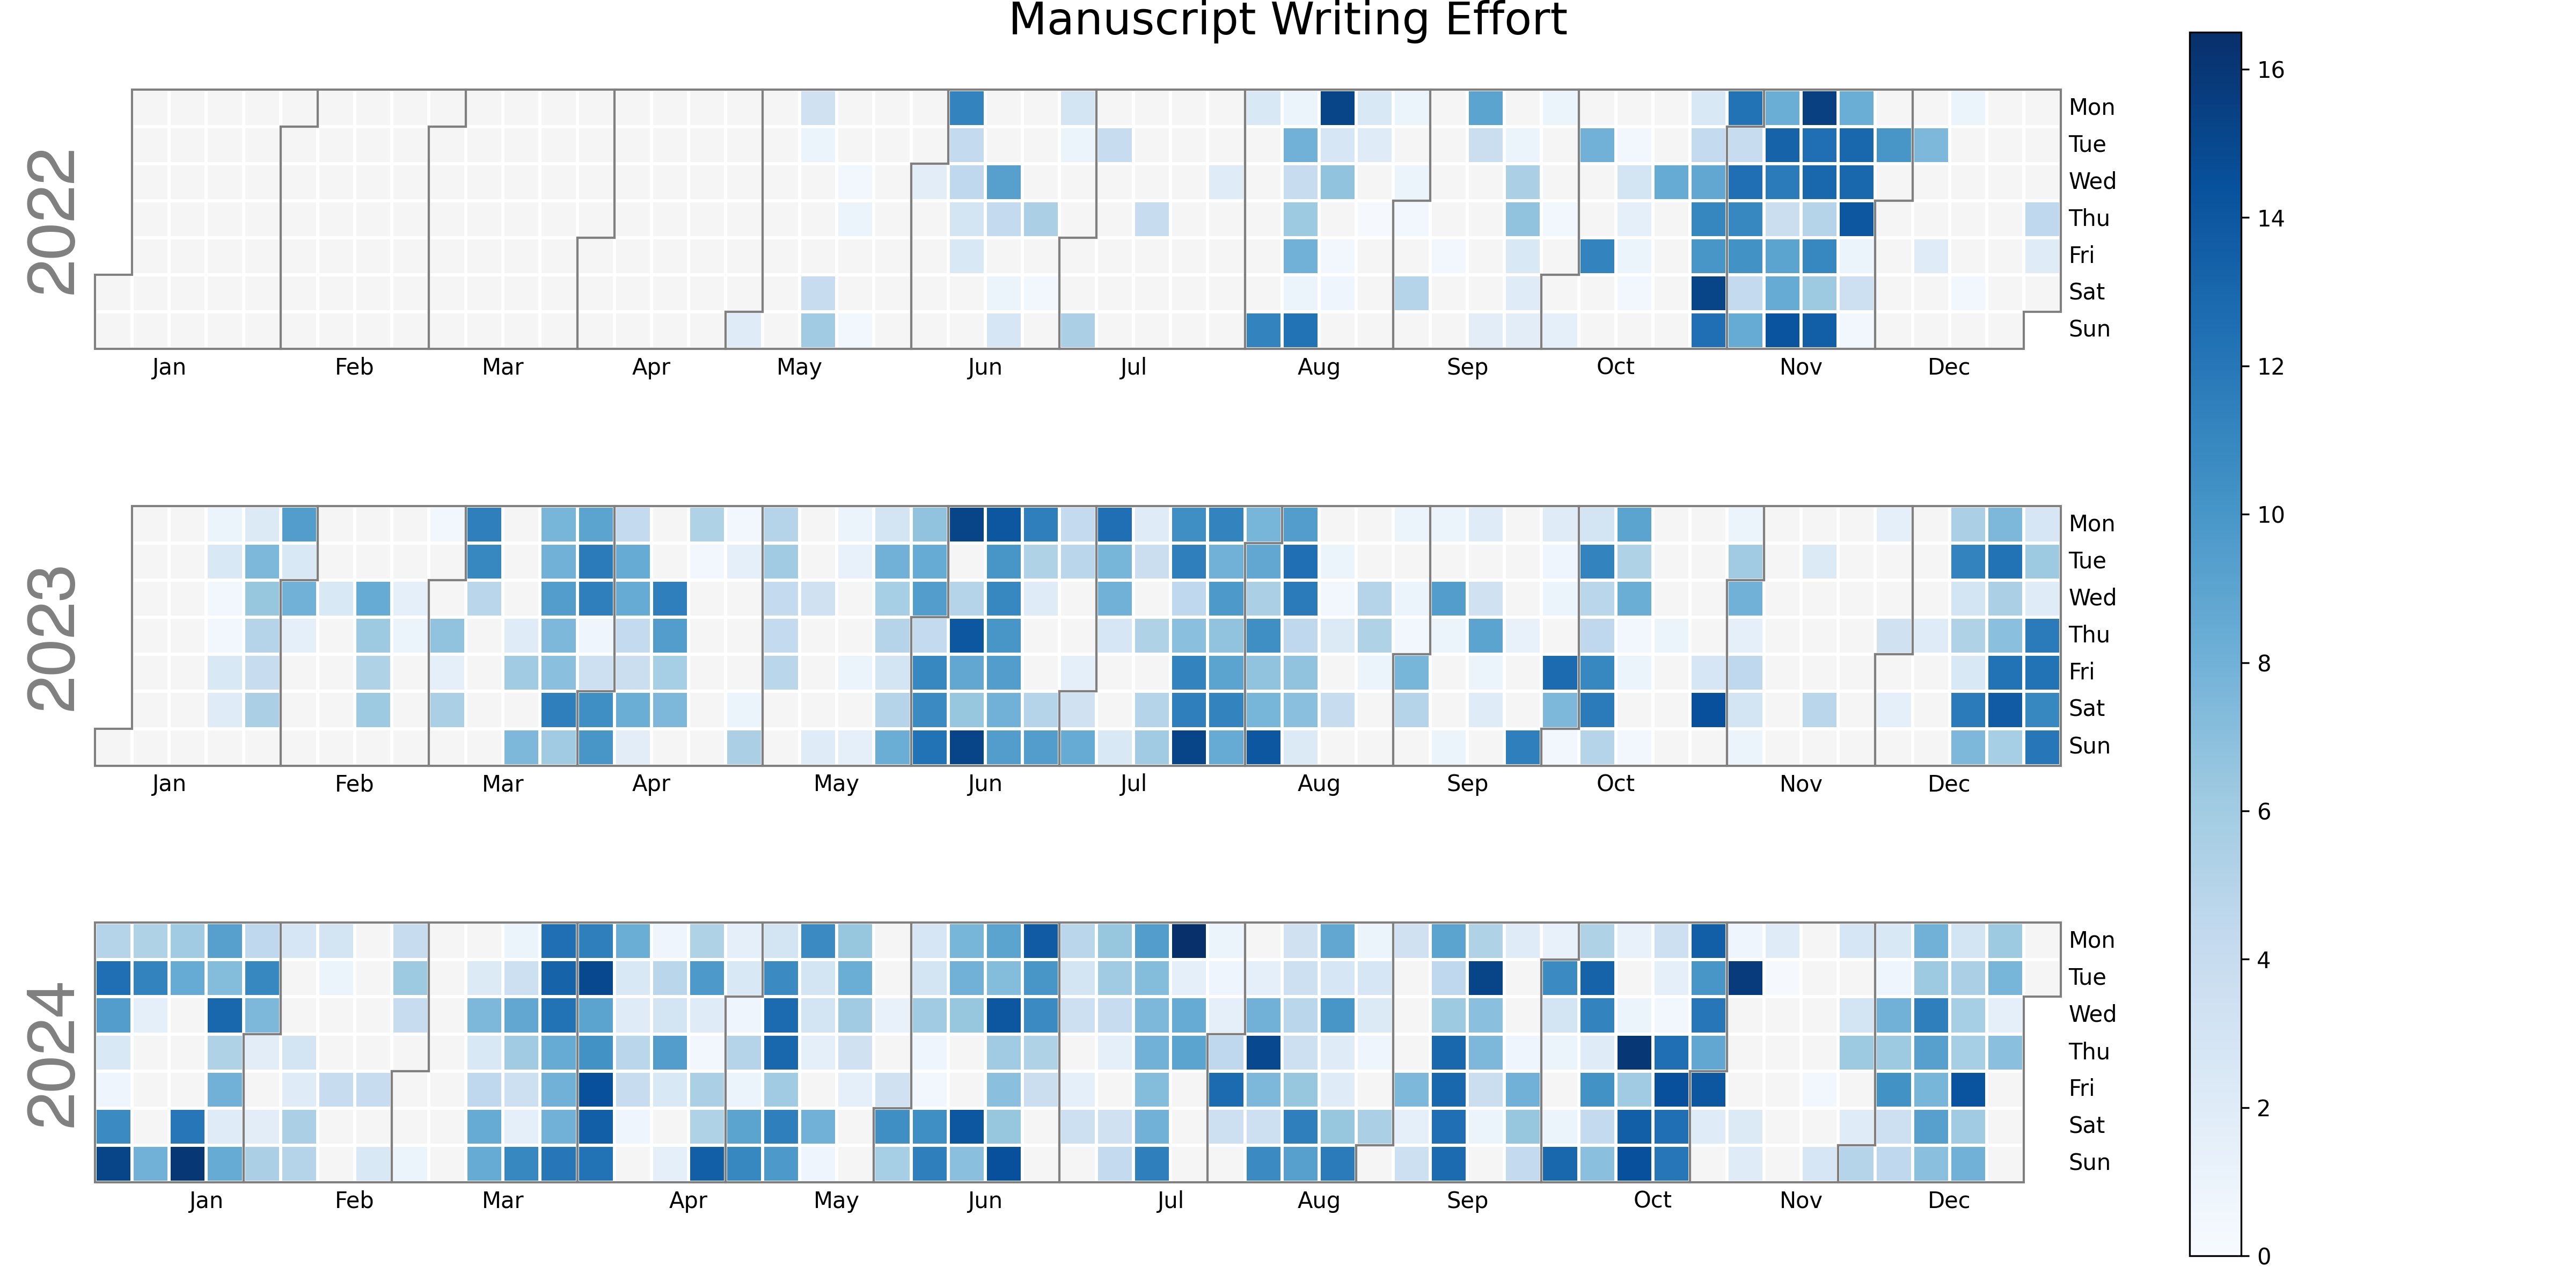 Manuscript Writing Effort
2022
Mon
Tue
Wed
Thu
Fri
Sat
Sun
Jan Feb Mar Apr May Jun Jul Aug Sep Oct Nov Dec
2023
Mon
Tue
Wed
Thu
Fri
Sat
Sun
Jan Feb Mar Apr May Jun Jul Aug Sep Oct Nov Dec
2024
Mon
Tue
Wed
Thu
Fri
Sat
Sun
Jan Feb Mar Apr May Jun Jul Aug Sep Oct Nov Dec
16
14
12
10
8
6
4
2
0